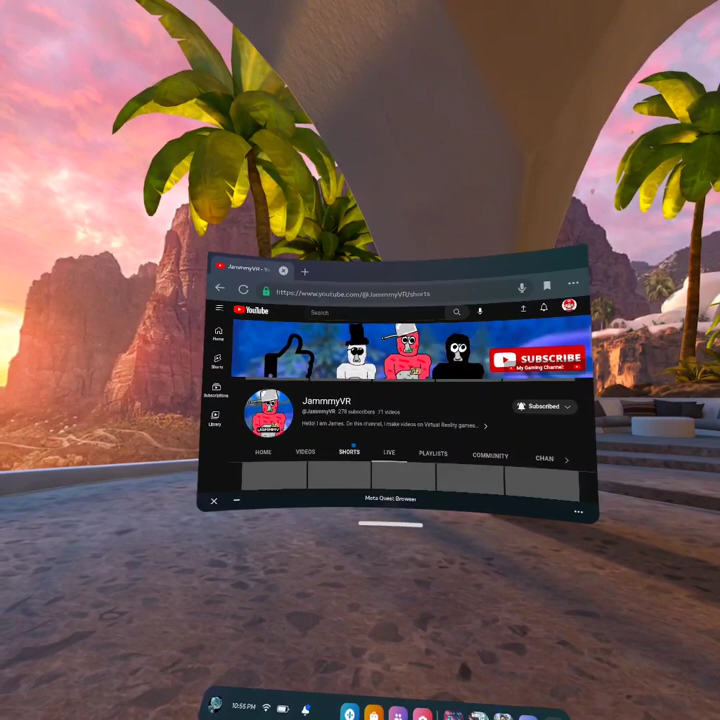 JammmyVR - Yo
https://www.youtube.com/@JammmyVR/shorts
YouTube
Search
Home
Shorts
Subscriptions
Library
SUBSCRIBE
My Gaming Channel!
JammmyVR
@JammmyVR 278 subscribers 71 videos
Hello! I am James. On this channel, I make videos on Virtual Reality games...
Subscribed
HOME
VIDEOS
SHORTS
LIVE
PLAYLISTS
COMMUNITY
CHAN
Meta Quest Browser
10:55 PM